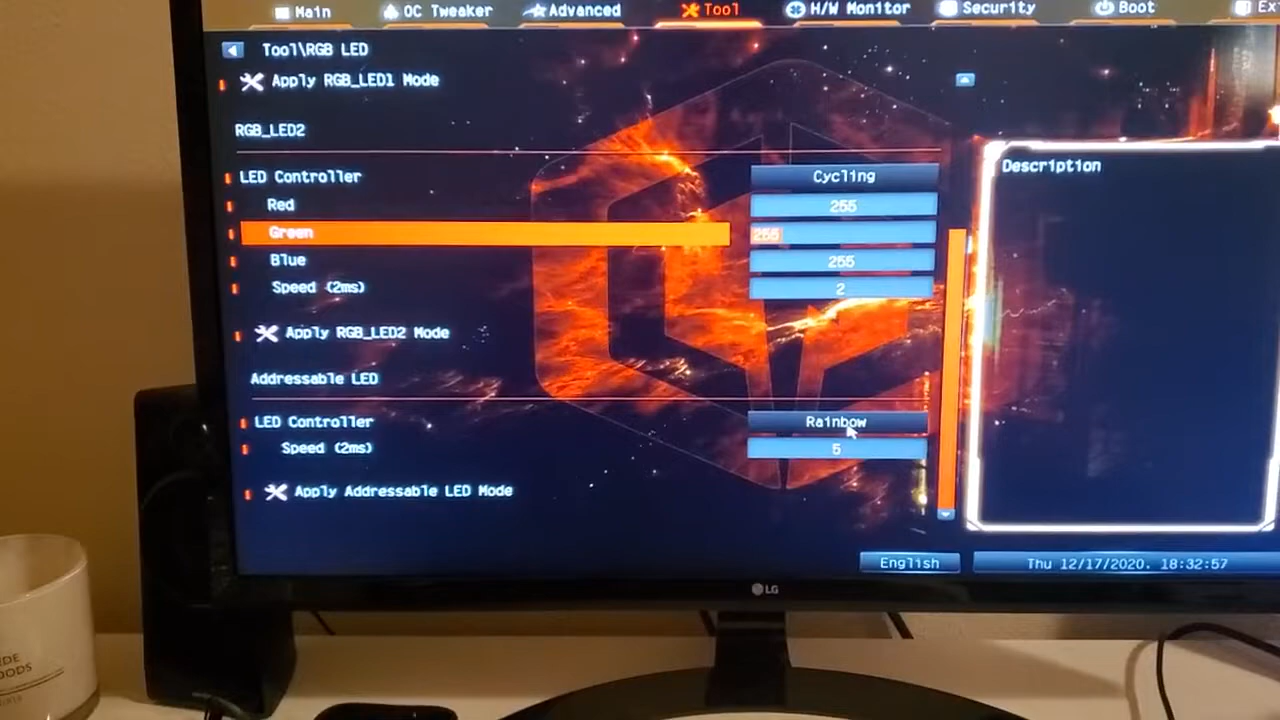 Main OC Tweaker Advanced Tool H/W Monitor Security Boot
Tool\RGB LED
Apply RGB_LED1 Mode
RGB_LED2
Description
LED Controller Cycling
Red 255
Green 255
Blue 255
Speed (2ms) 2
Apply RGB_LED2 Mode
Addressable LED
LED Controller Rainbow
Speed (2ms) 5
Apply Addressable LED Mode
English Thu 12/17/2020. 18:32:57
LG